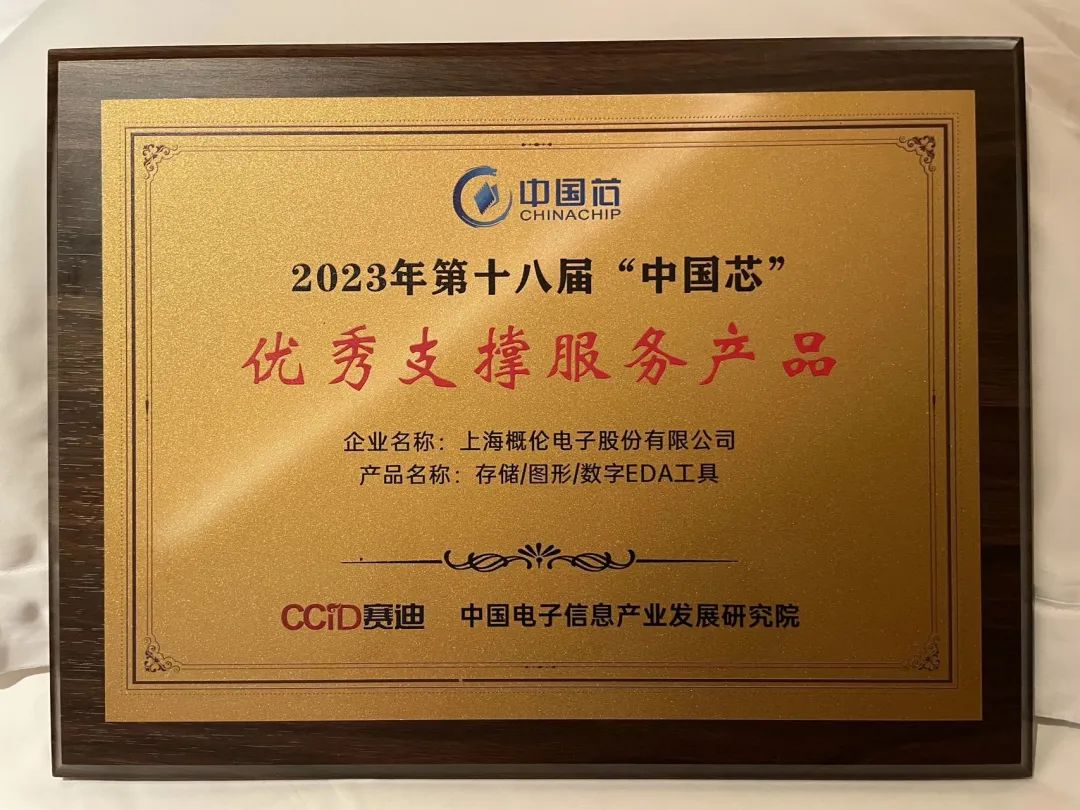 中国芯
CHINACHIP
2023年第十八届“中国芯”
优秀支撑服务产品
企业名称：上海概伦电子股份有限公司
产品名称：存储/图形/数字EDA工具
CCID赛迪 中国电子信息产业发展研究院